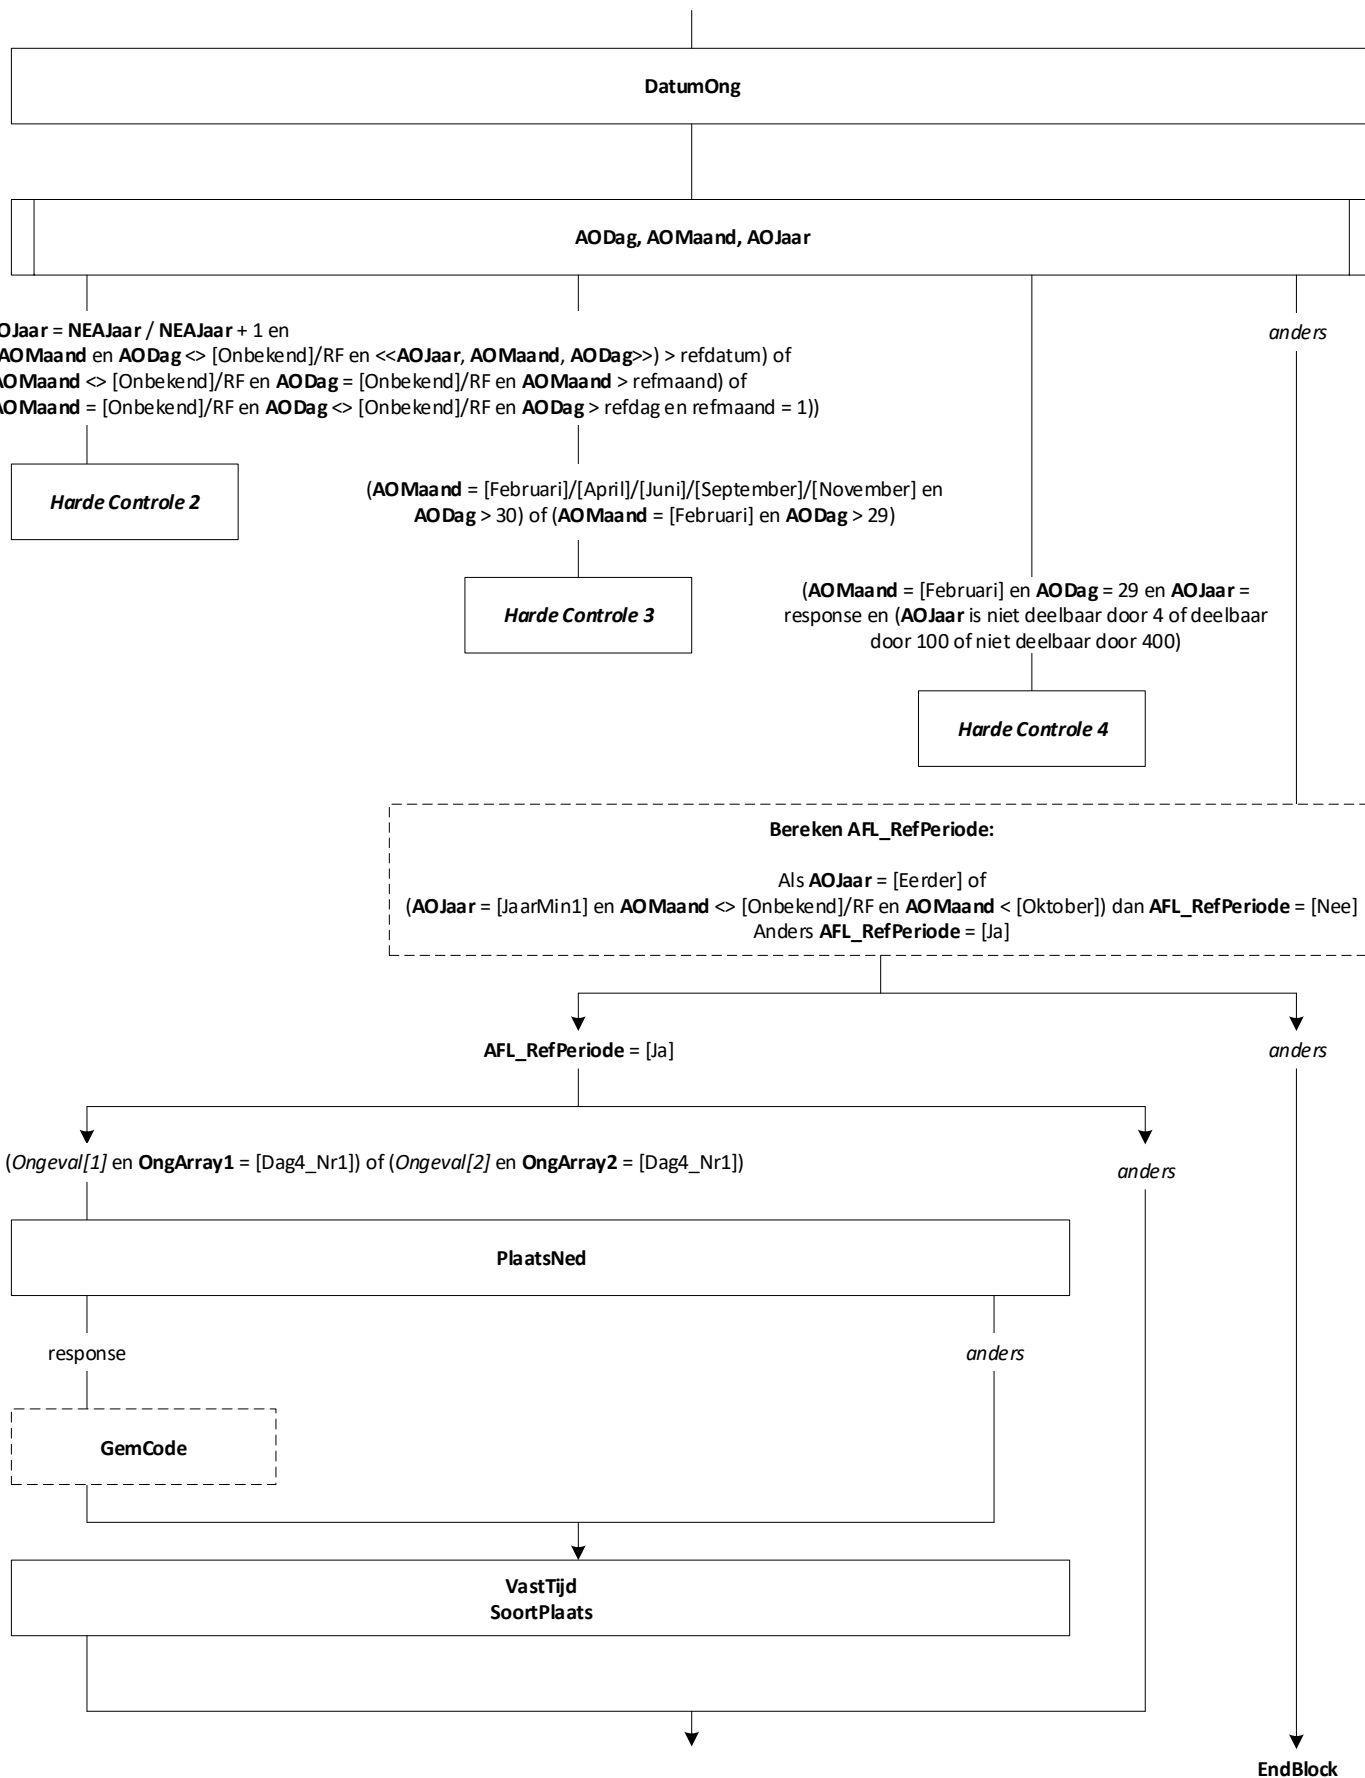 DatumOng
AODag, AOMaand, AOJaar
OJaar = NEAJaar / NEAJaar + 1 en
AOMaand en AODag <> [Onbekend]/RF en <<AOJaar, AOMaand, AODag>>) > refdatum) of
AOMaand <> [Onbekend]/RF en AODag = [Onbekend]/RF en AOMaand > refmaand) of
AOMaand = [Onbekend]/RF en AODag <> [Onbekend]/RF en AODag > refdag en refmaand = 1))
anders
Harde Controle 2
(AOMaand = [Februari]/[April]/[Juni]/[September]/[November] en
AODag > 30) of (AOMaand = [Februari] en AODag > 29)
Harde Controle 3
(AOMaand = [Februari] en AODag = 29 en AOJaar =
response en (AOJaar is niet deelbaar door 4 of deelbaar
door 100 of niet deelbaar door 400)
Harde Controle 4
Bereken AFL_RefPeriode:
Als AOJaar = [Eerder] of
(AOJaar = [JaarMin1] en AOMaand <> [Onbekend]/RF en AOMaand < [Oktober]) dan AFL_RefPeriode = [Nee]
Anders AFL_RefPeriode = [Ja]
AFL_RefPeriode = [Ja]
anders
(Ongeval[1] en OngArray1 = [Dag4_Nr1]) of (Ongeval[2] en OngArray2 = [Dag4_Nr1])
anders
PlaatsNed
response
anders
GemCode
VastTijd
SoortPlaats
EndBlock